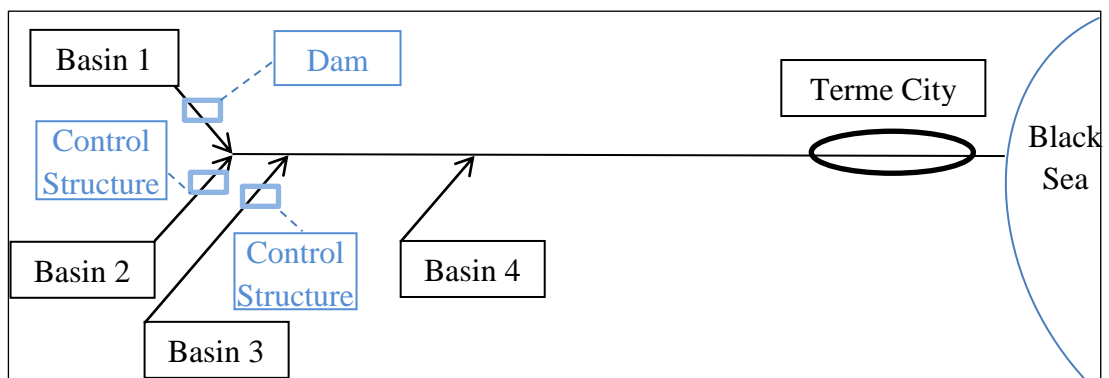 Basin 1
Dam
Terme City
Control
Structure
Black
Sea
Basin 2
Control
Structure
Basin 4
Basin 3